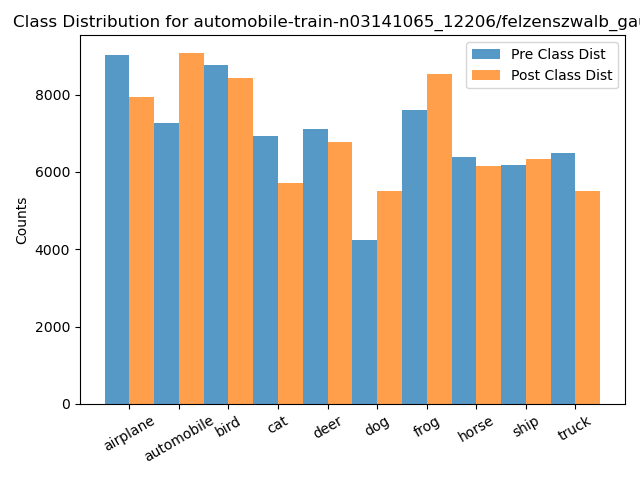 Class Distribution for automobile-train-n03141065_12206/felzenszwalb_gau
Pre Class Dist
Post Class Dist
Counts
8000
6000
4000
2000
0
airplane
automobile
bird
cat
deer
dog
frog
horse
ship
truck